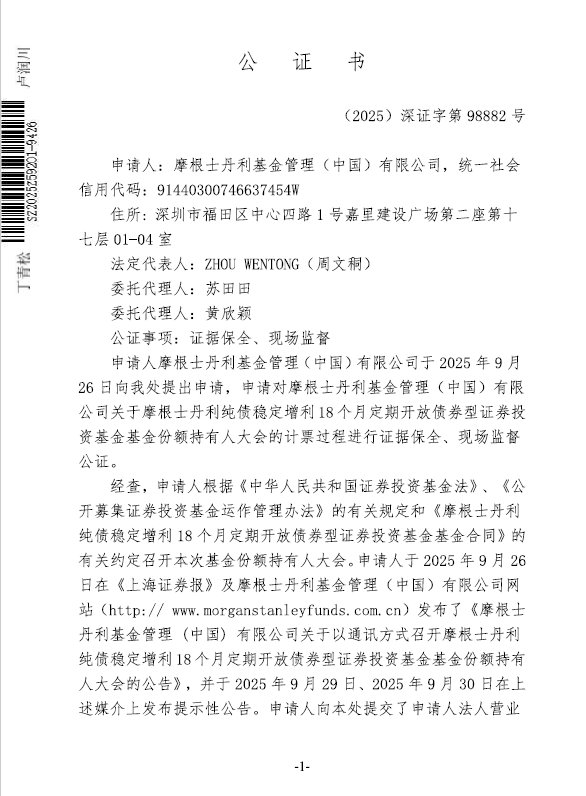 公 证 书
（2025）深证字第 98882 号
申请人：摩根士丹利基金管理（中国）有限公司，统一社会
信用代码：91440300746637454W
住所：深圳市福田区中心四路 1 号嘉里建设广场第二座第十
七层 01-04 室
法定代表人：ZHOU WENTONG（周文秱）
委托代理人：苏田田
委托代理人：黄欣颖
公证事项：证据保全、现场监督
申请人摩根士丹利基金管理（中国）有限公司于 2025 年 9 月
26 日向我处提出申请，申请对摩根士丹利基金管理（中国）有限
公司关于摩根士丹利纯债稳定增利 18 个月定期开放债券型证券投
资基金基金份额持有人大会的计票过程进行证据保全、现场监督
公证。
经查，申请人根据《中华人民共和国证券投资基金法》、《公
开募集证券投资基金运作管理办法》的有关规定和《摩根士丹利
纯债稳定增利 18 个月定期开放债券型证券投资基金基金合同》的
有关约定召开本次基金份额持有人大会。申请人于 2025 年 9 月 26
日在《上海证券报》及摩根士丹利基金管理（中国）有限公司网
站（http:// www.morganstanleyfunds.com.cn）发布了《摩根士
丹利基金管理（中国）有限公司关于以通讯方式召开摩根士丹利
纯债稳定增利 18 个月定期开放债券型证券投资基金基金份额持有
人大会的公告》，并于 2025 年 9 月 29 日、2025 年 9 月 30 日在上
述媒介上发布提示性公告。申请人向本处提交了申请人法人营业
-1-
卢润川
SZ2025Z59201-9426
丁青松